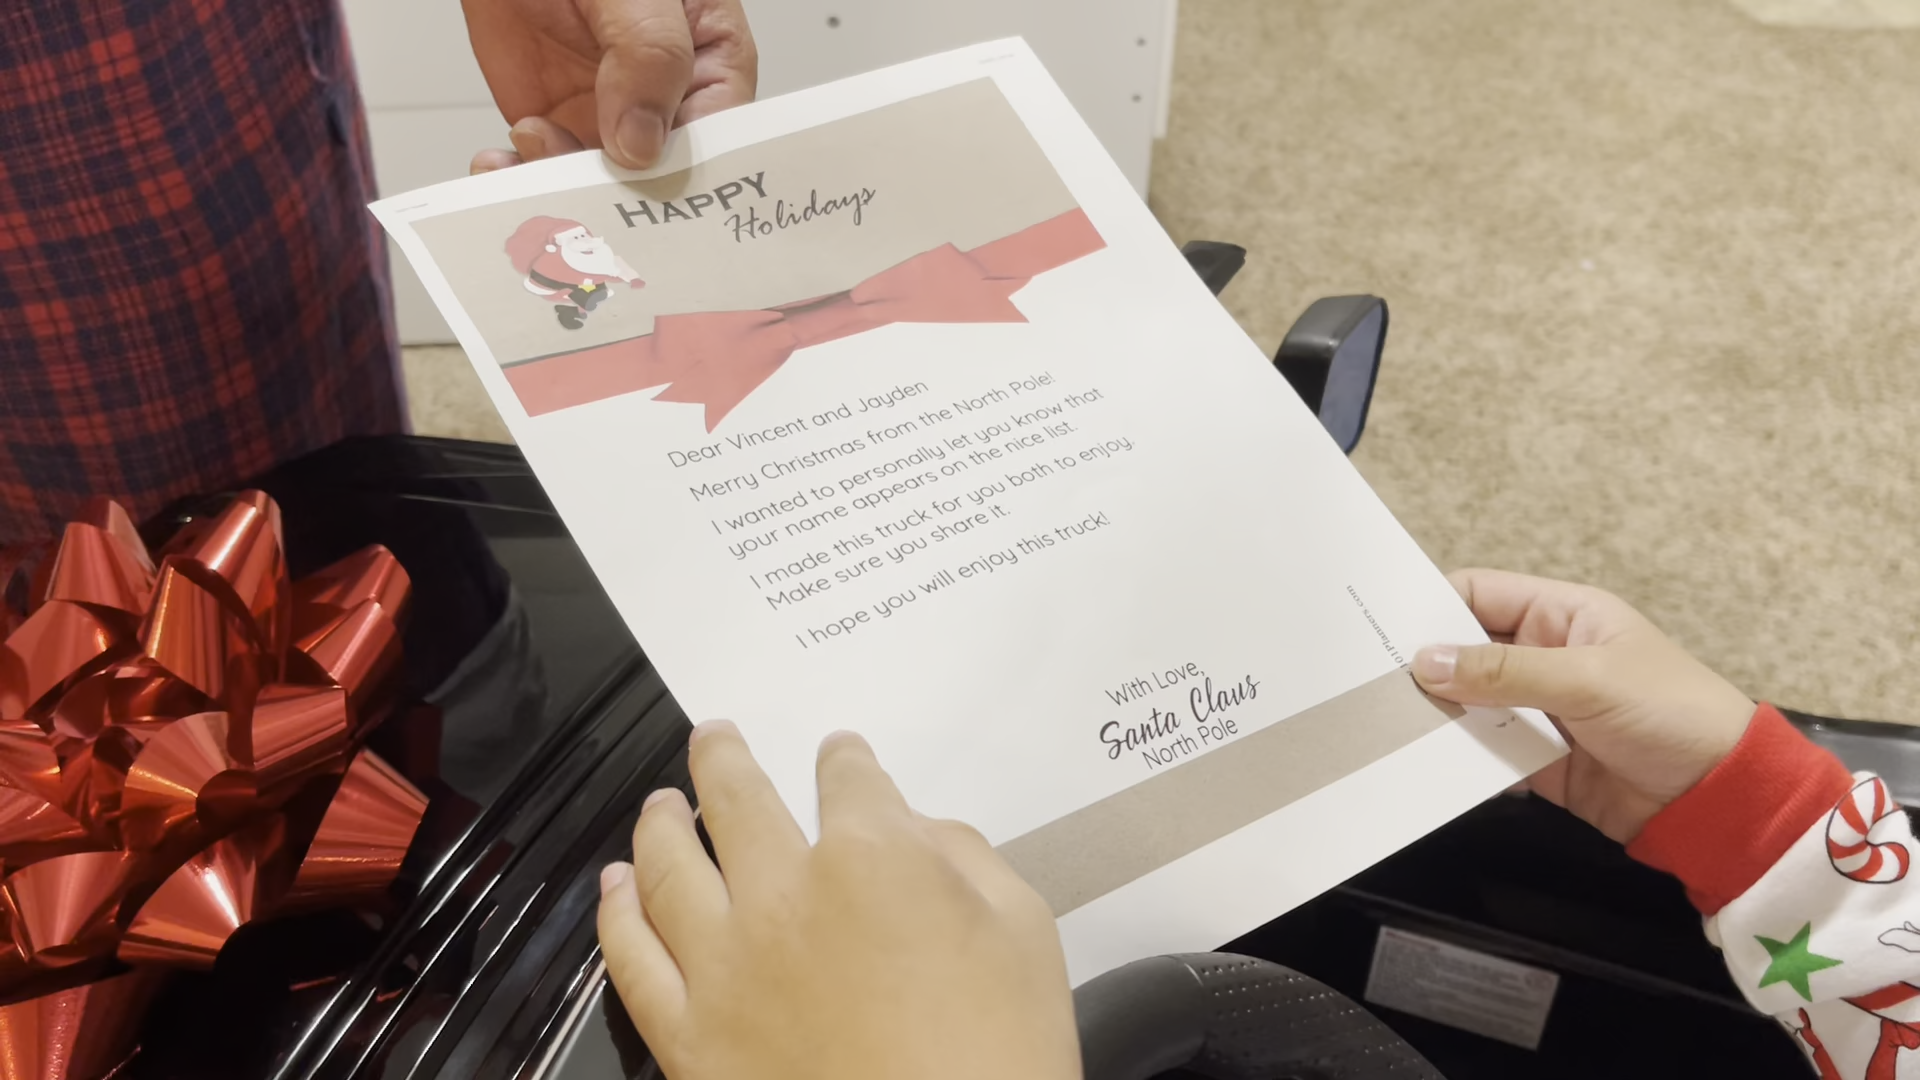 HAPPY
Holidays
Dear Vincent and Jayden
Merry Christmas from the North Pole!
I wanted to personally let you know that
your name appears on the nice list.
I made this truck for you both to enjoy.
Make sure you share it.
I hope you will enjoy this truck!
With Love,
Santa Claus
North Pole
101Planners.com